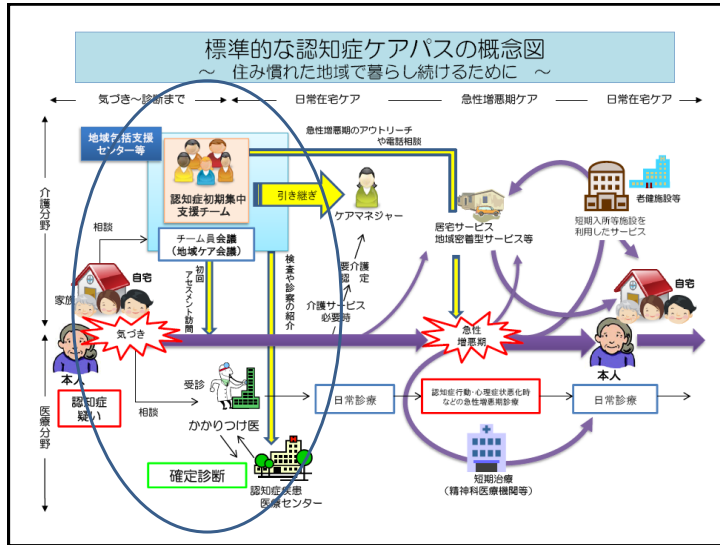 標準的な認知症ケアパスの概念図
～ 住み慣れた地域で暮らし続けるために ～
気づき～診断まで
日常在宅ケア
急性増悪期ケア
日常在宅ケア
介護分野
医療分野
地域包括支援
センター等
認知症初期集中
支援チーム
チーム員会議
（地域ケア会議）
相談
自宅
家族
気づき
本人
認知症
疑い
相談
初回
アセスメント訪問
検査や診察の紹介
引き継ぎ
急性増悪期のアウトリーチ
や電話相談
ケアマネジャー
要介護
認定
介護サービス
必要時
居宅サービス
地域密着型サービス等
老健施設等
短期入所等施設を
利用したサービス
急性
増悪期
自宅
本人
受診
かかりつけ医
確定診断
認知症疾患
医療センター
日常診療
認知症行動・心理症状悪化時
などの急性増悪期診療
日常診療
短期治療
（精神科医療機関等）